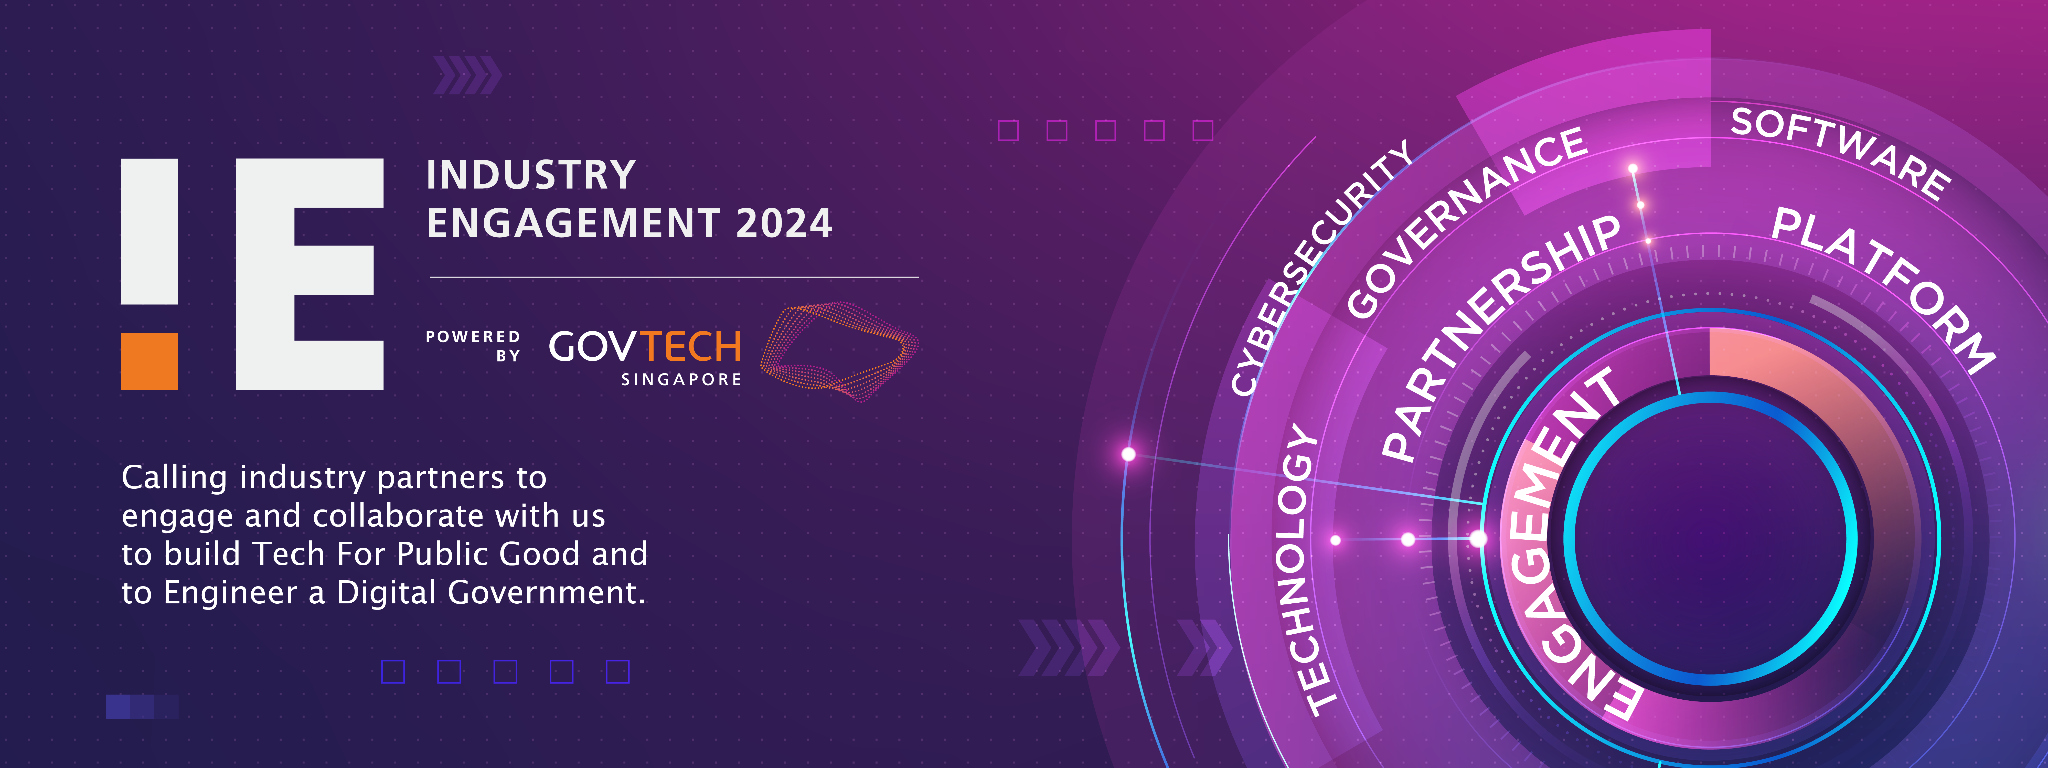 IE
INDUSTRY
ENGAGEMENT 2024
POWERED
BY
GOVTECH
SINGAPORE
Calling industry partners to
engage and collaborate with us
to build Tech For Public Good and
to Engineer a Digital Government.
CYBERSECURITY
GOVERNANCE
SOFTWARE
PARTNERSHIP
PLATFORM
TECHNOLOGY
ENGAGEMENT